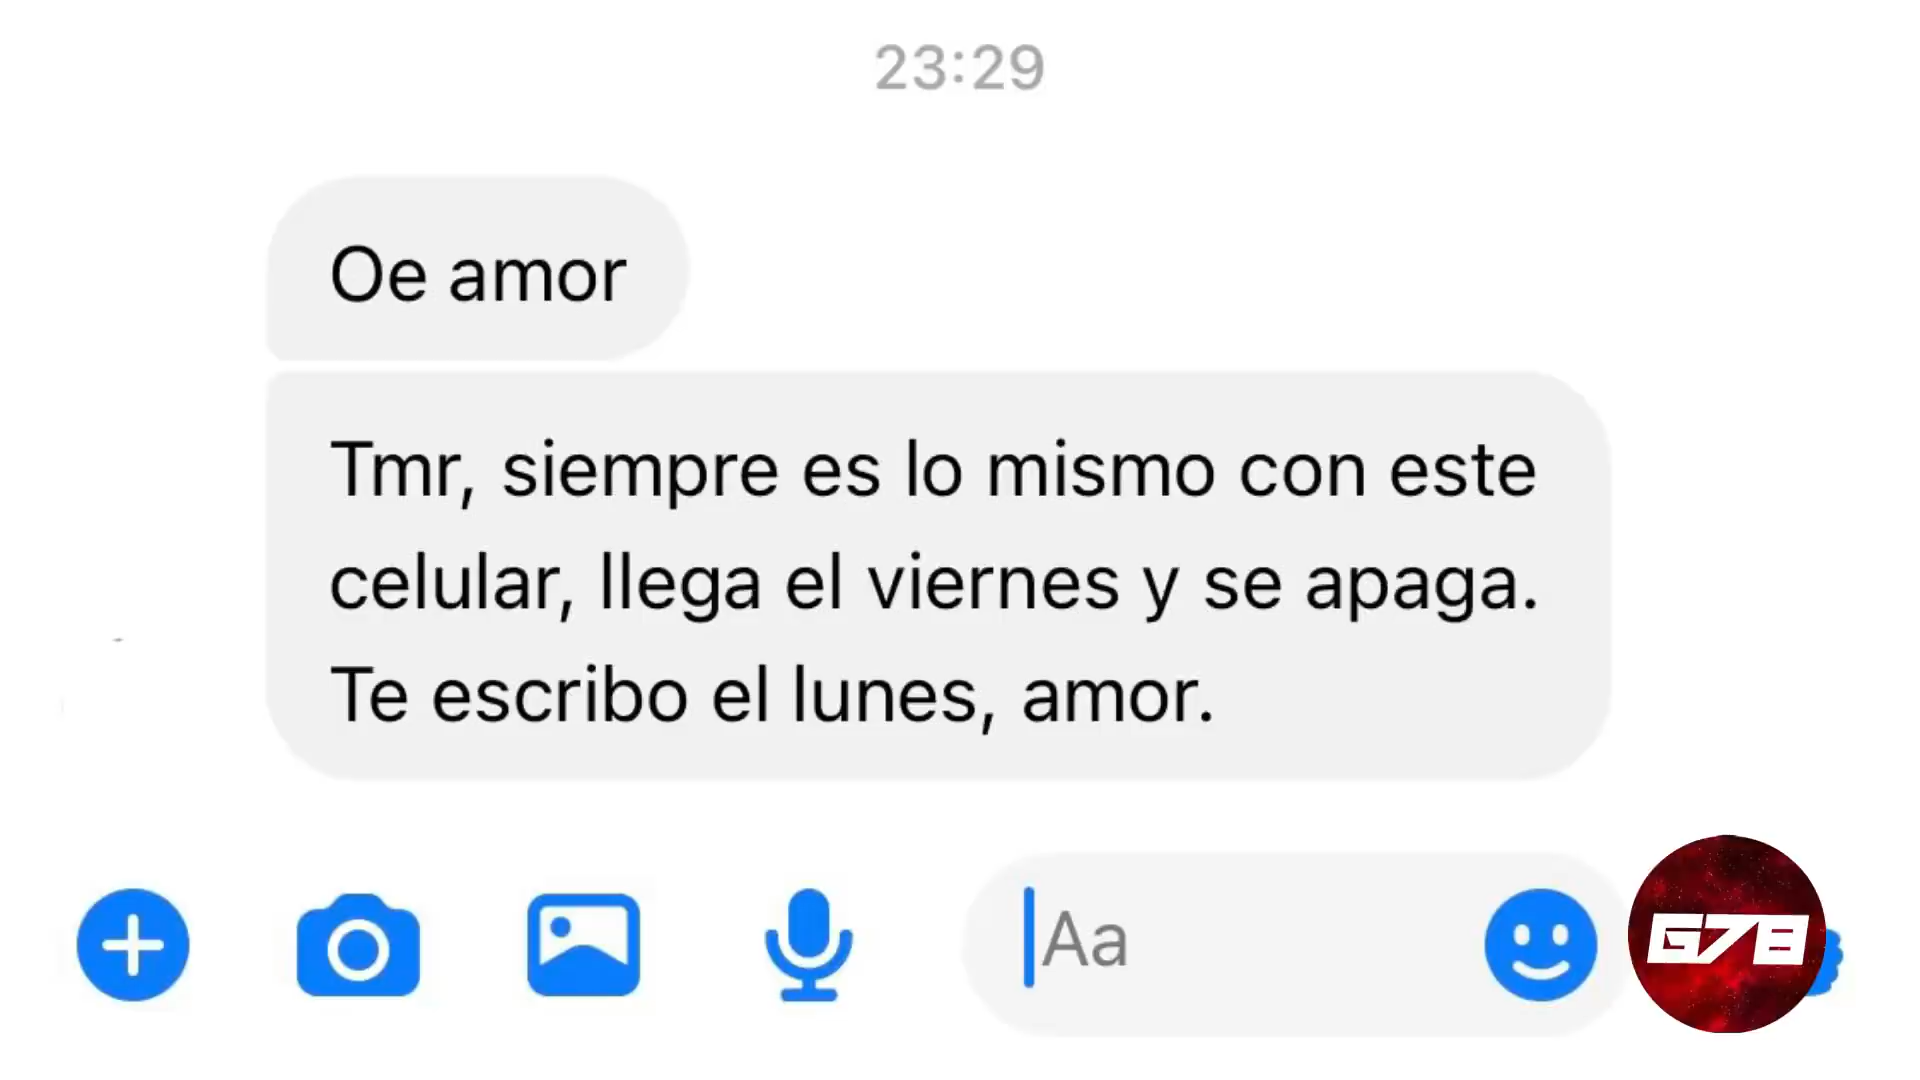 23:29
Oe amor
Tmr, siempre es lo mismo con este
celular, llega el viernes y se apaga.
Te escribo el lunes, amor.
Aa
G78